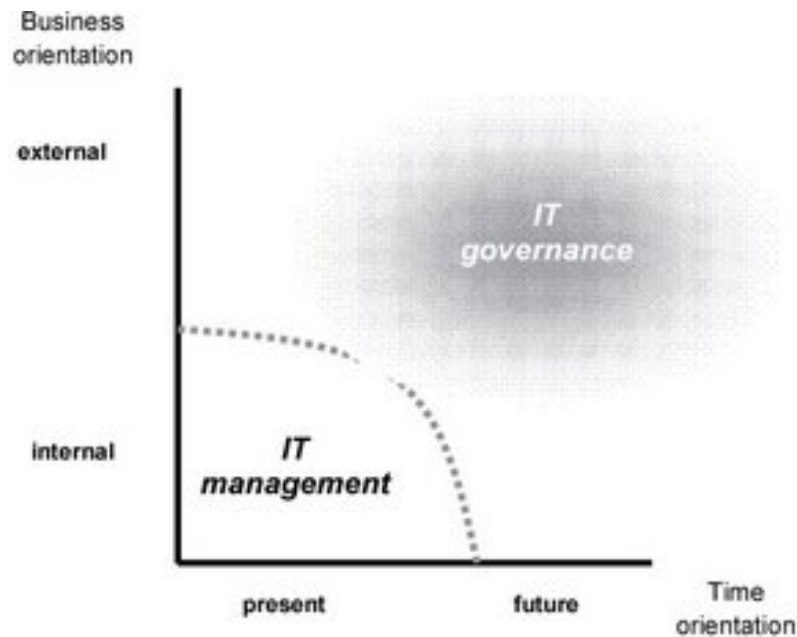 Business
orientation
external
IT
governance
internal
IT
management
present
future
Time
orientation